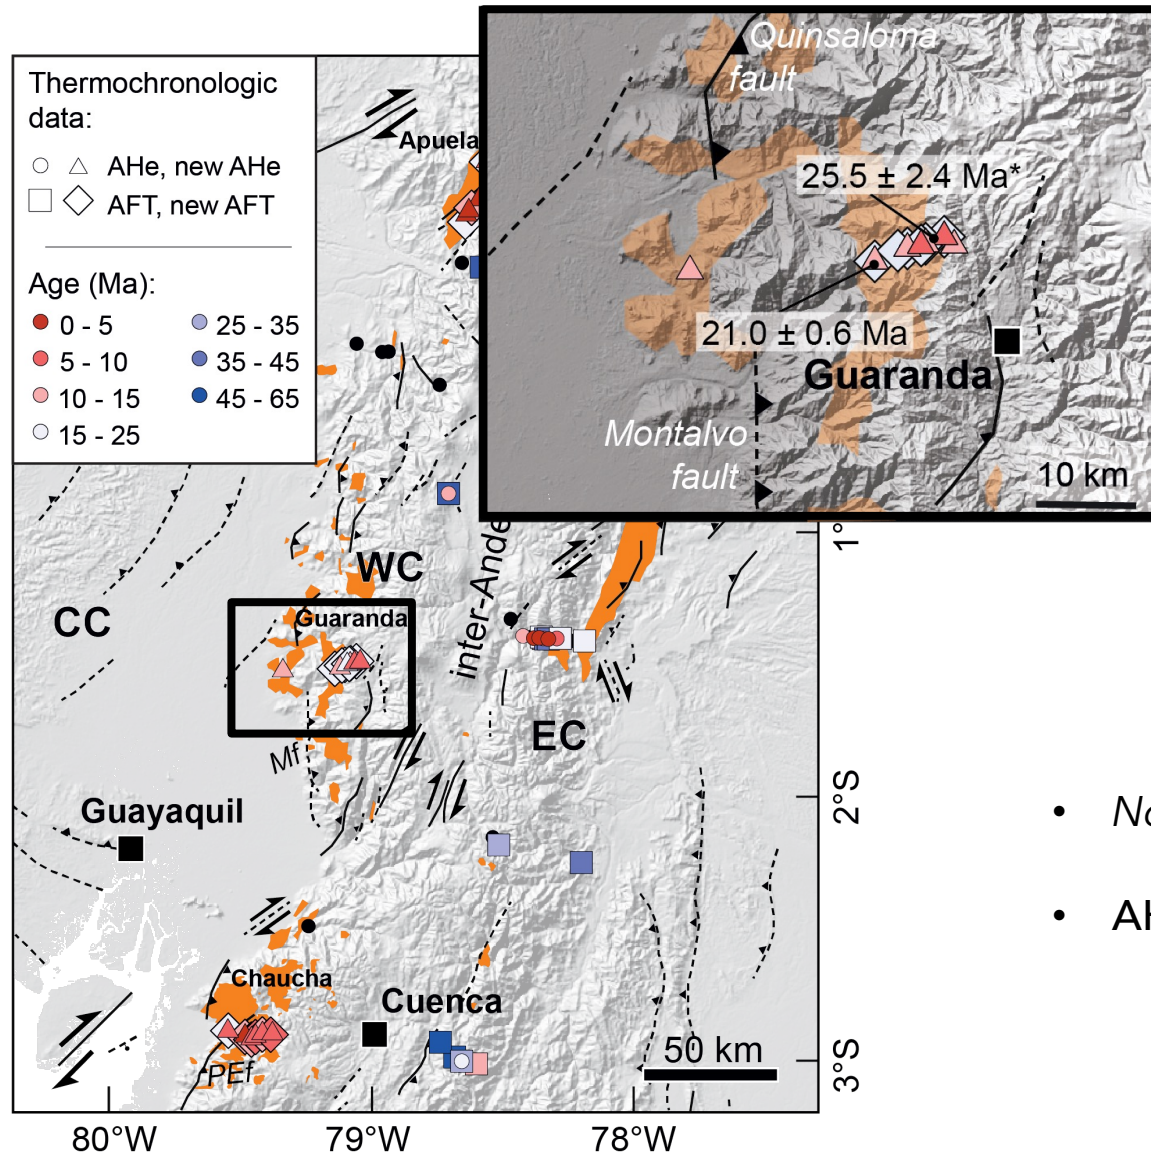 Thermochronologic
data:
AHe, new AHe
AFT, new AFT
Age (Ma):
0 - 5
5 - 10
10 - 15
15 - 25
25 - 35
35 - 45
45 - 65
Quinsaloma
fault
25.5 ± 2.4 Ma*
21.0 ± 0.6 Ma
Guaranda
Montalvo
fault
10 km
Apuela
WC
CC
inter-Ande
Guaranda
EC
Mf
Guayaquil
Chaucha
Cuenca
PEf
50 km
1°
2°S
3°S
80°W
79°W
78°W
• No
• AH